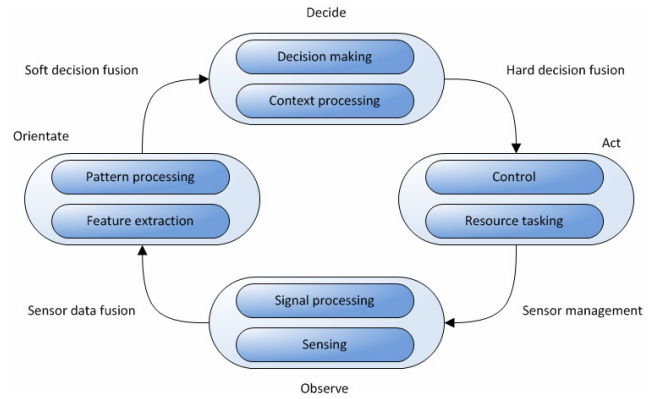 Decide
Decision making
Context processing
Soft decision fusion
Hard decision fusion
Orientate
Pattern processing
Feature extraction
Act
Control
Resource tasking
Sensor data fusion
Sensor management
Signal processing
Sensing
Observe